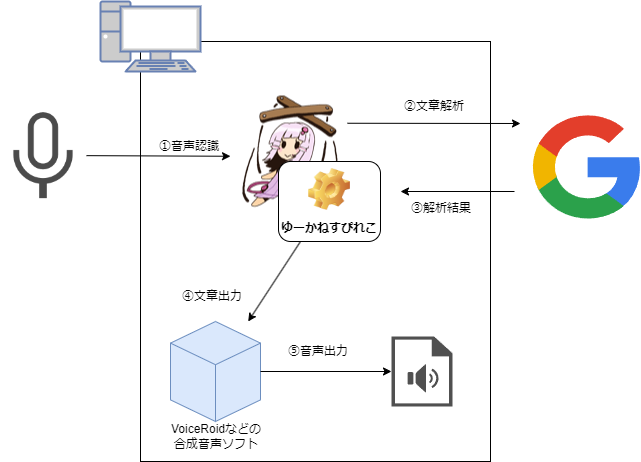 ②文章解析
①音声認識
③解析結果
ゆーかねすぴれこ
④文章出力
⑤音声出力
VoiceRoidなどの
合成音声ソフト